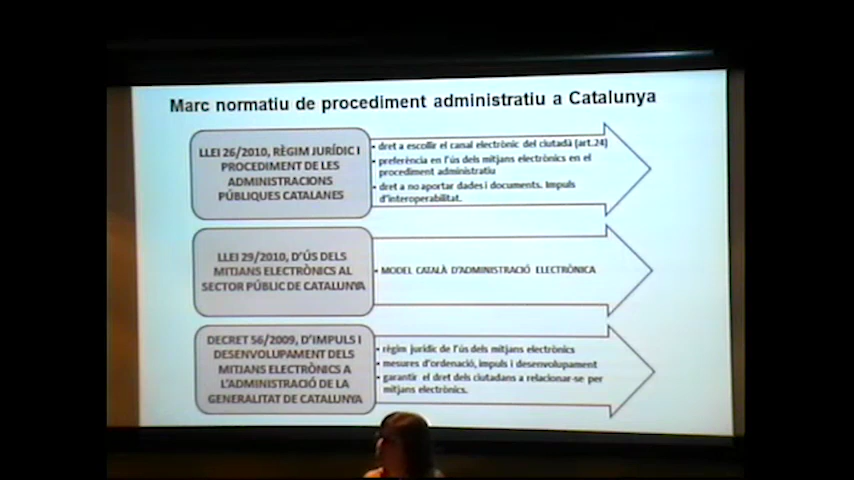 Marc normatiu de procediment administratiu a Catalunya
LLEI 26/2010, RÈGIM JURÍDIC I
PROCEDIMENT DE LES
ADMINISTRACIONS
PÚBLIQUES CATALANES
• dret a escollir el canal electrònic del ciutadà (art.24)
• preferència en l'ús dels mitjans electrònics en el
procediment administratiu
• dret a no aportar dades i documents. Impuls
d'interoperabilitat.
LLEI 29/2010, D'ÚS DELS
MITJANS ELECTRÒNICS AL
SECTOR PÚBLIC DE CATALUNYA
• MODEL CATALÀ D'ADMINISTRACIÓ ELECTRÒNICA
DECRET 56/2009, D'IMPULS I
DESENVOLUPAMENT DELS
MITJANS ELECTRÒNICS A
L'ADMINISTRACIÓ DE LA
GENERALITAT DE CATALUNYA
• règim jurídic de l'ús dels mitjans electrònics
• mesures d'ordenació, impuls i desenvolupament
• garantir el dret dels ciutadans a relacionar-se per
mitjans electrònics.